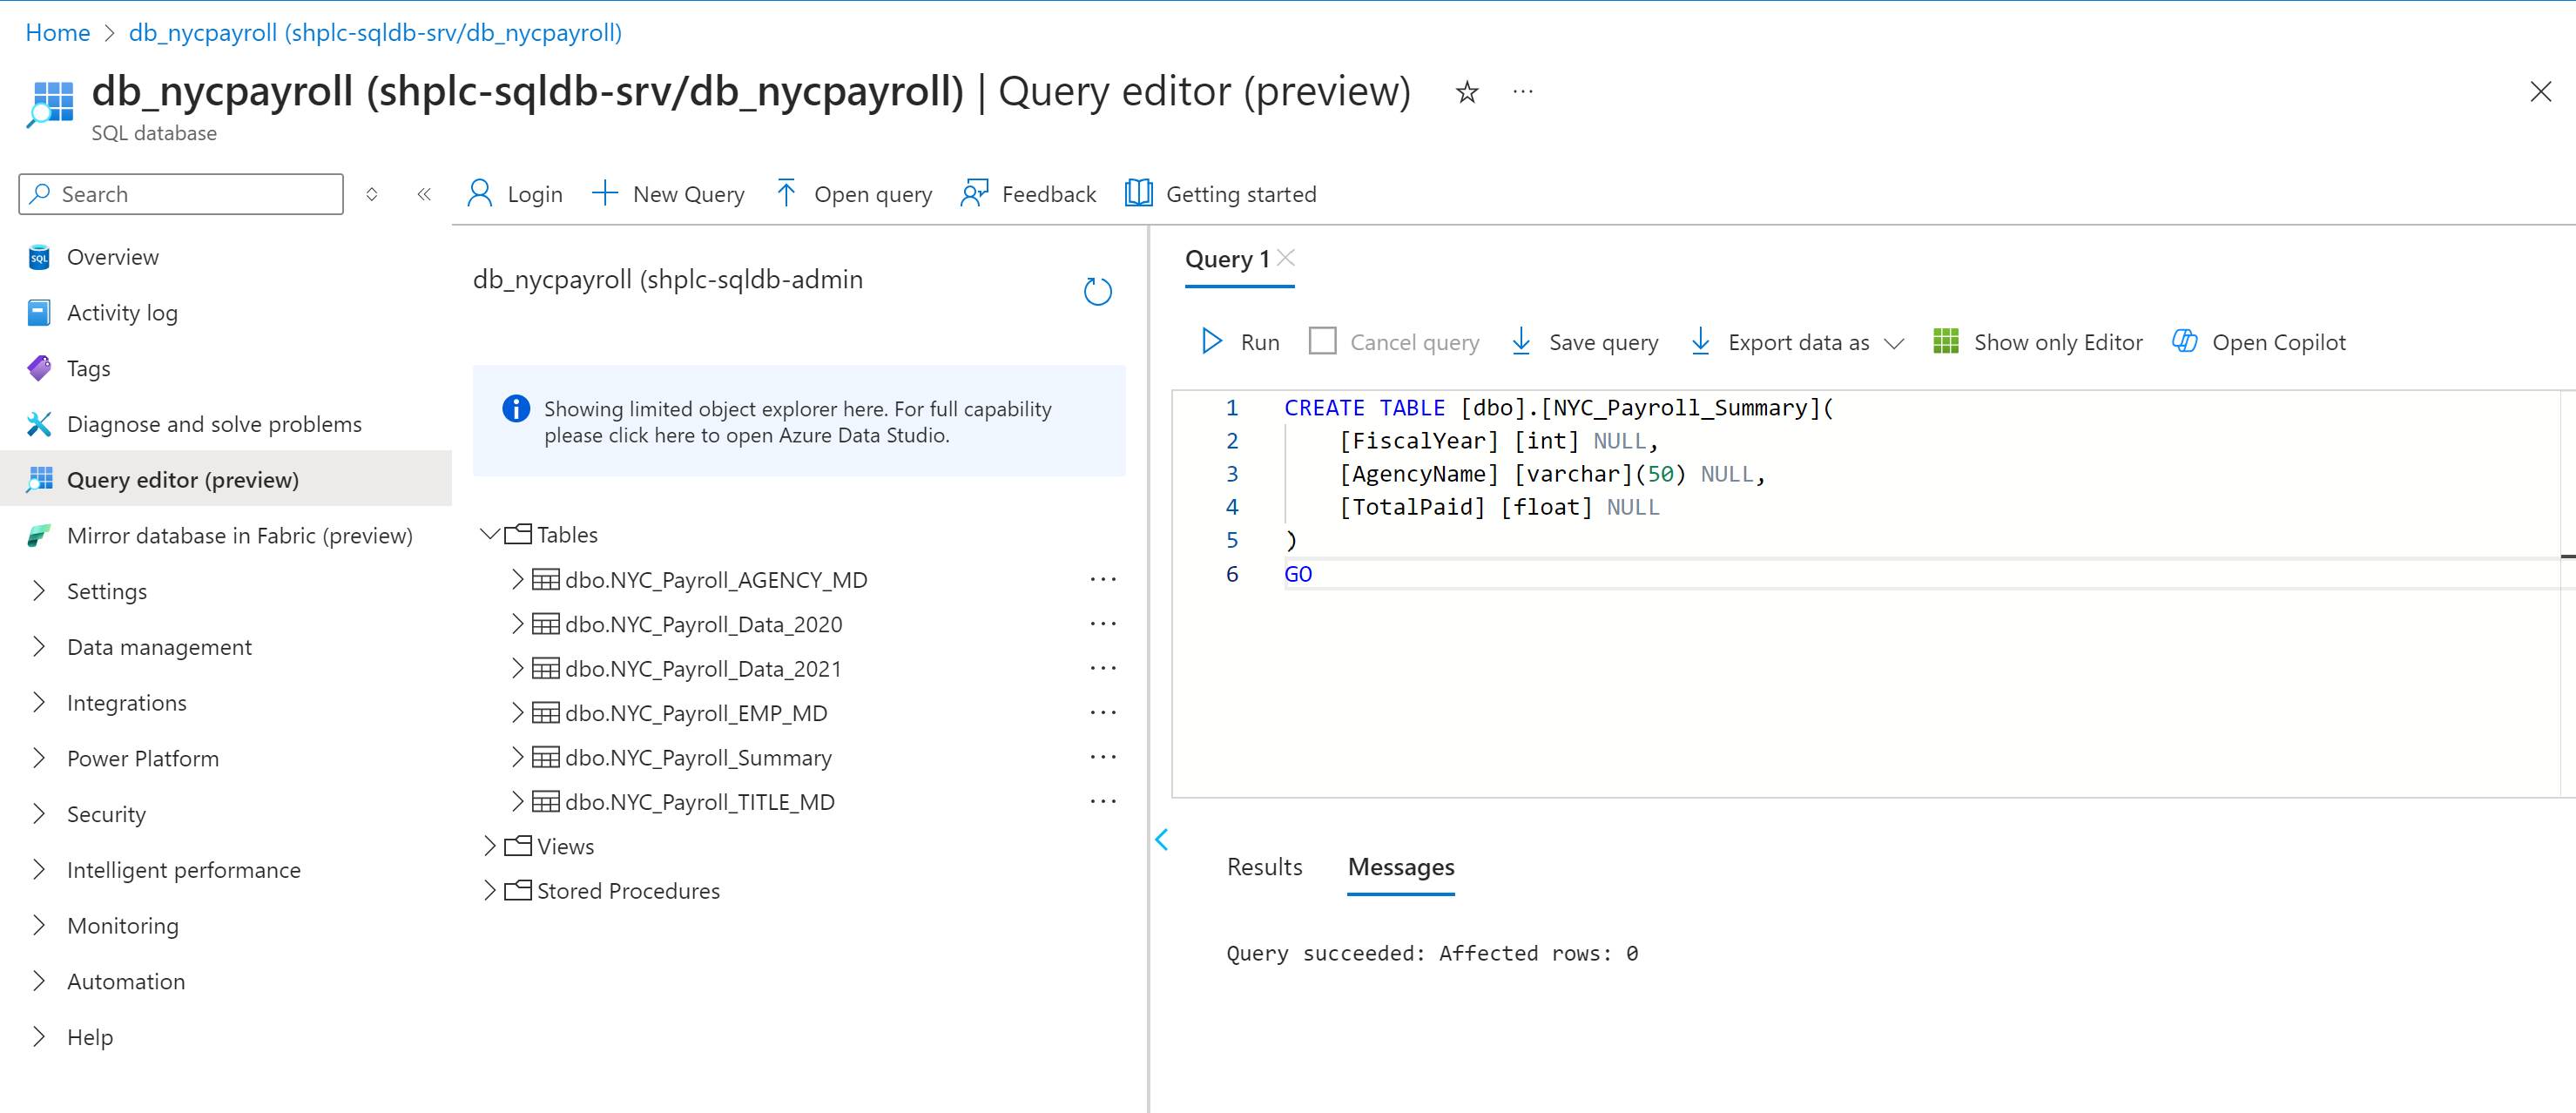 Home > db_nycpayroll (shplc-sqldb-srv/db_nycpayroll)
db_nycpayroll (shplc-sqldb-srv/db_nycpayroll) | Query editor (preview) ...
SQL database
Search
Login
New Query
Open query
Feedback
Getting started
SQL
Overview
Activity log
Tags
Diagnose and solve problems
Query editor (preview)
Mirror database in Fabric (preview)
Settings
Data management
Integrations
Power Platform
Security
Intelligent performance
Monitoring
Automation
Help
db_nycpayroll (shplc-sqldb-admin
Showing limited object explorer here. For full capability
please click here to open Azure Data Studio.
Tables
dbo.NYC_Payroll_AGENCY_MD ...
dbo.NYC_Payroll_Data_2020 ...
dbo.NYC_Payroll_Data_2021 ...
dbo.NYC_Payroll_EMP_MD ...
dbo.NYC_Payroll_Summary ...
dbo.NYC_Payroll_TITLE_MD ...
Views
Stored Procedures
Query 1
Run
Cancel query
Save query
Export data as
Show only Editor
Open Copilot
1 CREATE TABLE [dbo].[NYC_Payroll_Summary](
2 [FiscalYear] [int] NULL,
3 [AgencyName] [varchar](50) NULL,
4 [TotalPaid] [float] NULL
5 )
6 GO
Results
Messages
Query succeeded: Affected rows: 0